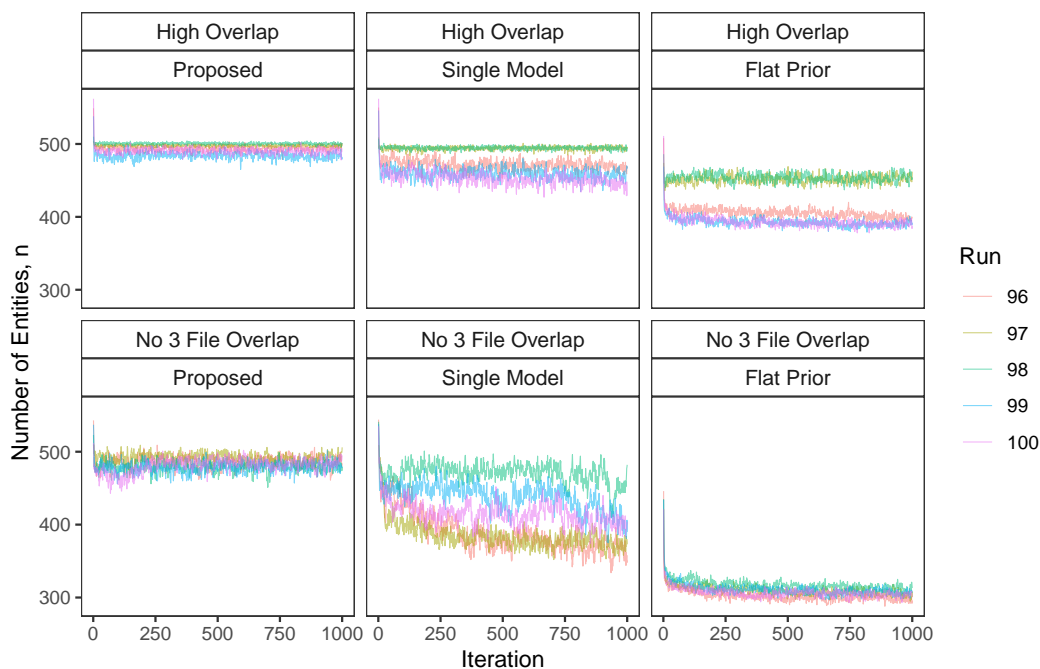 High Overlap High Overlap High Overlap
Proposed Single Model Flat Prior
500
400
300
No 3 File Overlap No 3 File Overlap No 3 File Overlap
Proposed Single Model Flat Prior
500
400
300
0 250 500 750 1000 0 250 500 750 1000 0 250 500 750 1000
Iteration
Number of Entities, n
Run
96
97
98
99
100